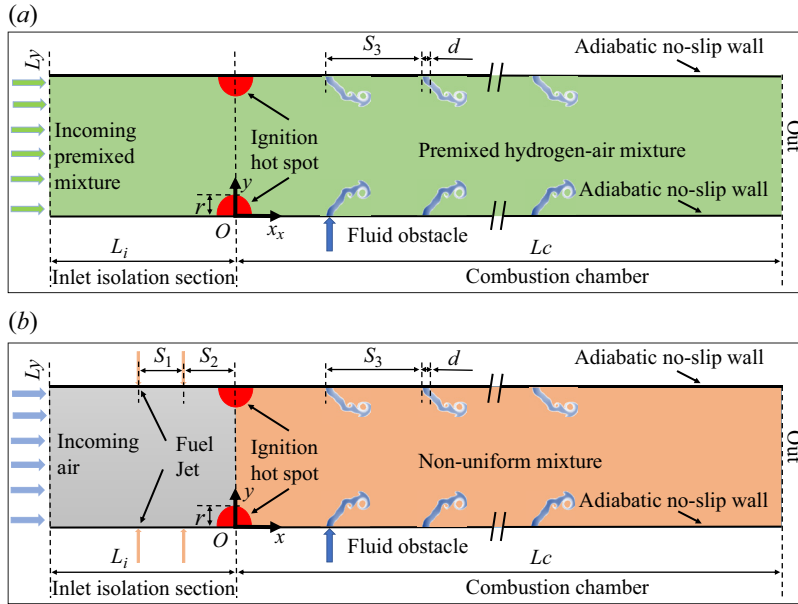 (a)
Ly
S3
d
Adiabatic no-slip wall
Incoming
premixed
mixture
Ignition
hot spot
Premixed hydrogen-air mixture
Out
r
y
Adiabatic no-slip wall
O
xx
Fluid obstacle
Li
Lc
Inlet isolation section
Combustion chamber
(b)
Ly
S1
S2
S3
d
Adiabatic no-slip wall
Incoming
air
Fuel
Jet
Ignition
hot spot
Non-uniform mixture
Out
r
y
Adiabatic no-slip wall
O
x
Fluid obstacle
Li
Lc
Inlet isolation section
Combustion chamber